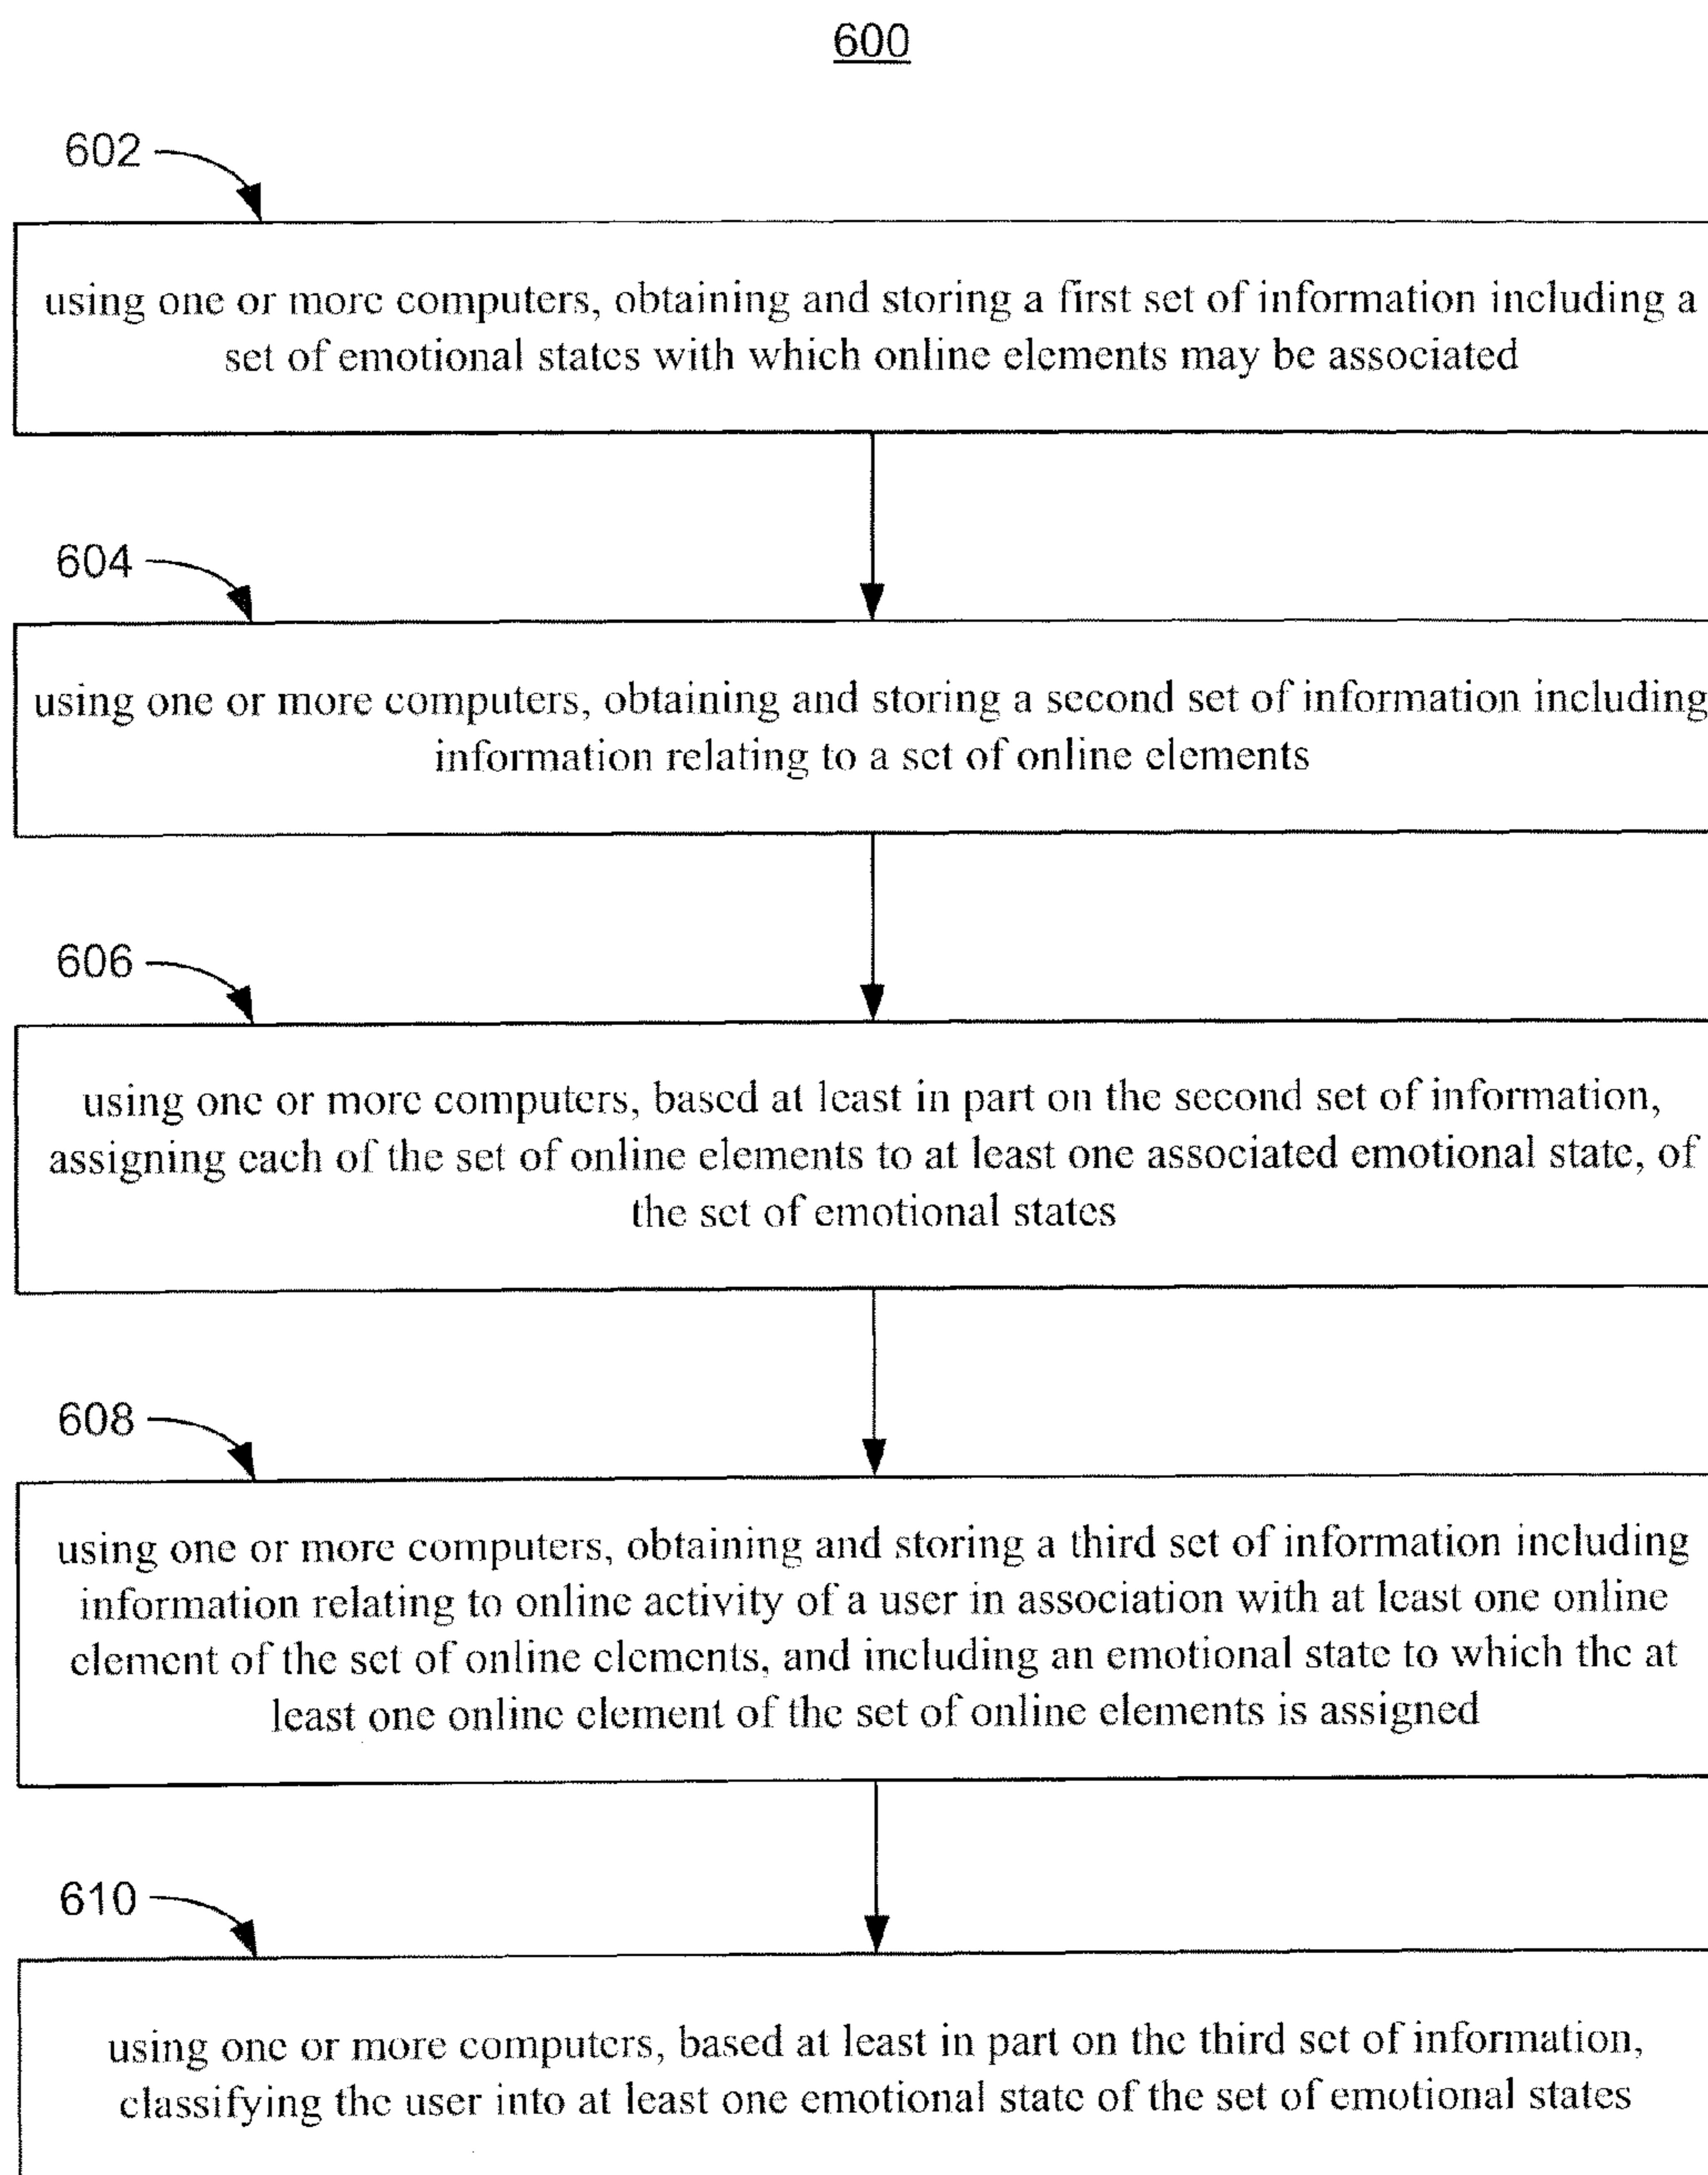 600
602
using one or more computers, obtaining and storing a first set of information including a
set of emotional states with which online elements may be associated
604
using one or more computers, obtaining and storing a second set of information including
information relating to a set of online elements
606
using one or more computers, based at least in part on the second set of information,
assigning each of the set of online elements to at least one associated emotional state, of
the set of emotional states
608
using one or more computers, obtaining and storing a third set of information including
information relating to online activity of a user in association with at least one online
element of the set of online elements, and including an emotional state to which the at
least one online element of the set of online elements is assigned
610
using one or more computers, based at least in part on the third set of information,
classifying the user into at least one emotional state of the set of emotional states